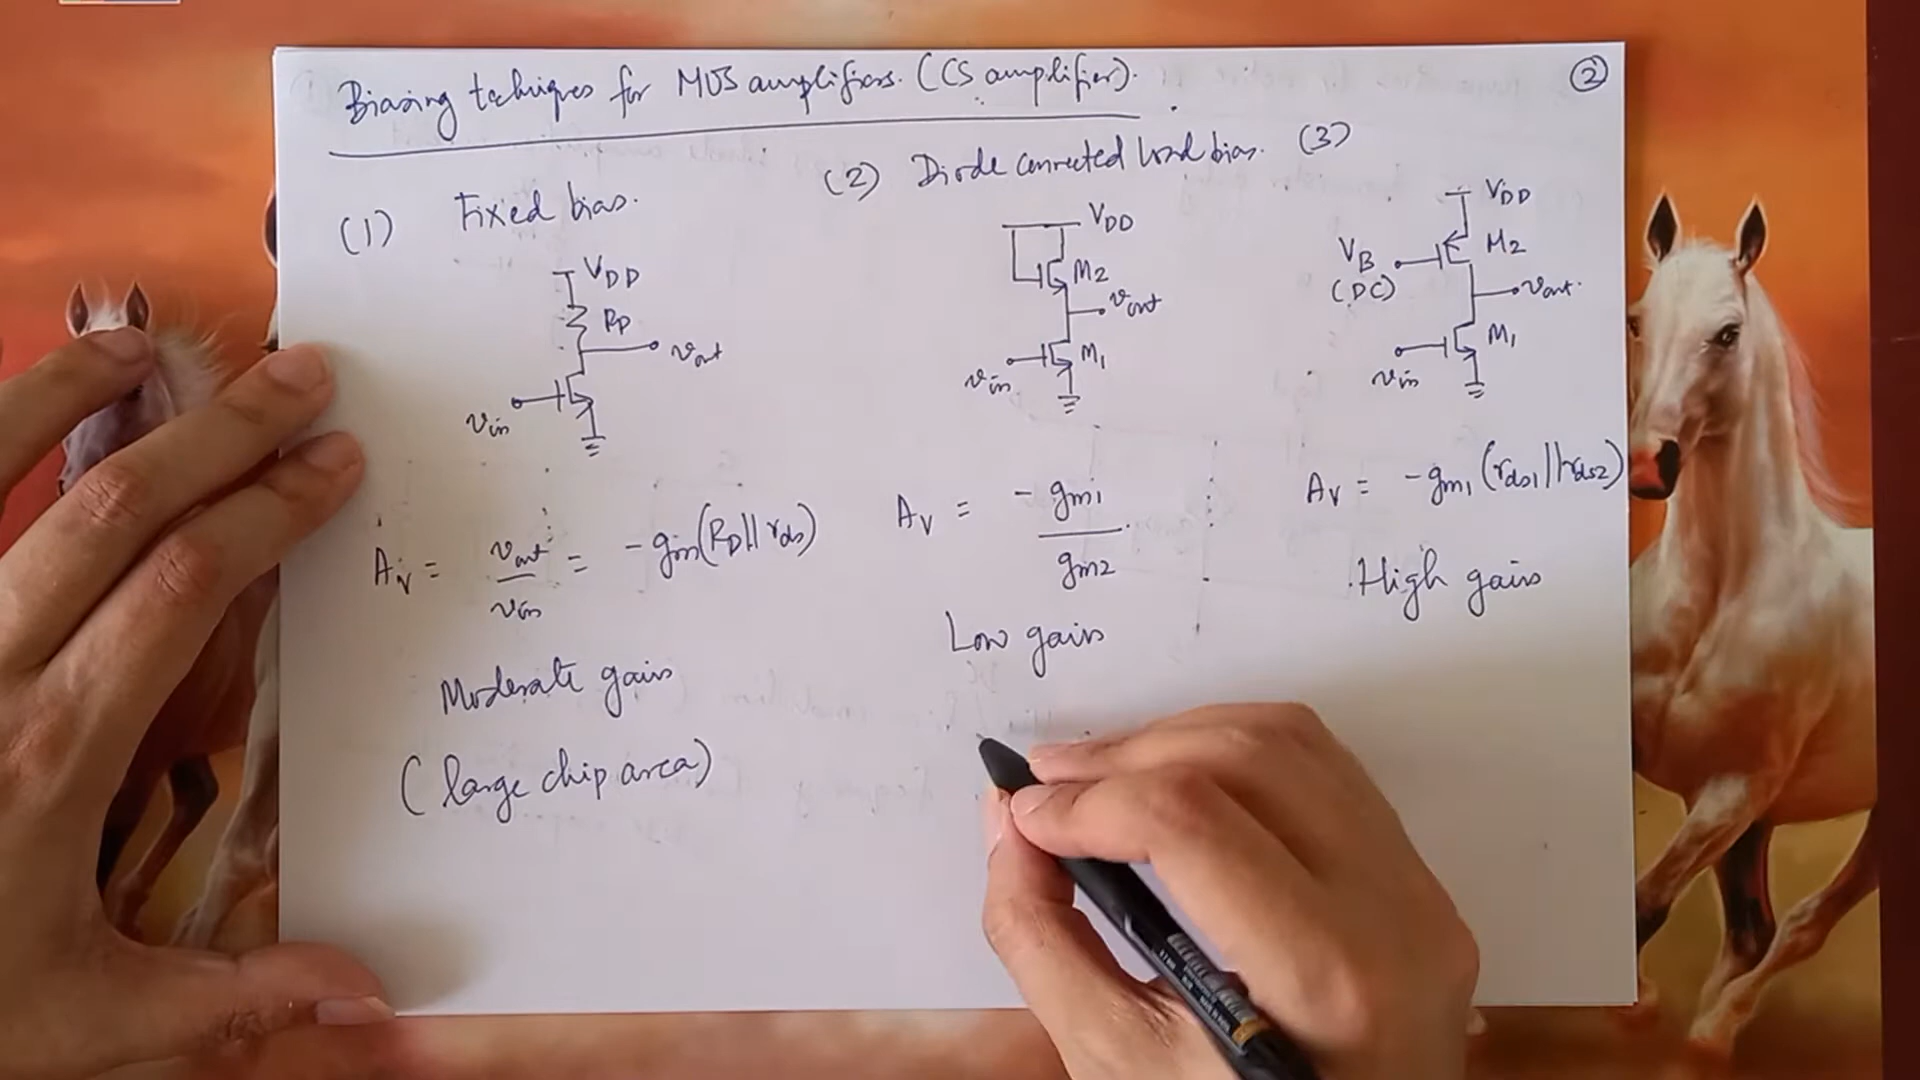 Biasing techniques for MOS amplifiers. (CS amplifier).
②
(1) Fixed bias.
VDD
RD
vout
vin
Av = vout/vin = -gm(RD||rds)
Moderate gain
(large chip area)
(2) Diode connected load bias.
VDD
M2
vout
M1
vin
Av = -gm1/gm2
Low gain
(3)
VDD
VB
(DC)
M2
vout.
M1
vin
Av = -gm1(rds1||rds2)
High gain